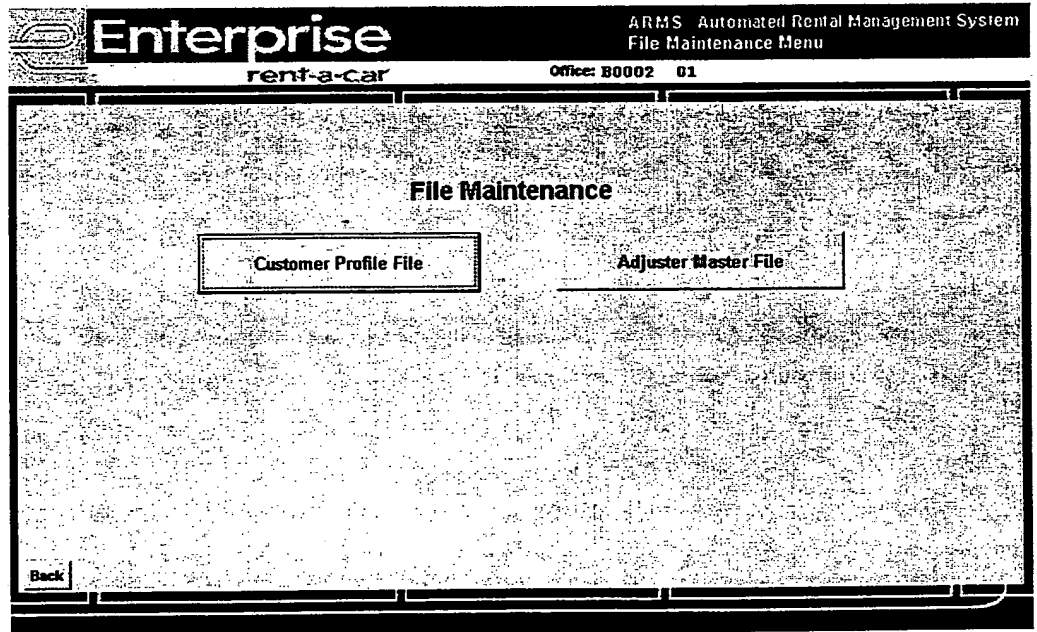 Enterprise
rent-a-car
ARMS Automated Rental Management System
File Maintenance Menu
Office: B0002 01
File Maintenance
Customer Profile File
Adjuster Master File
Back